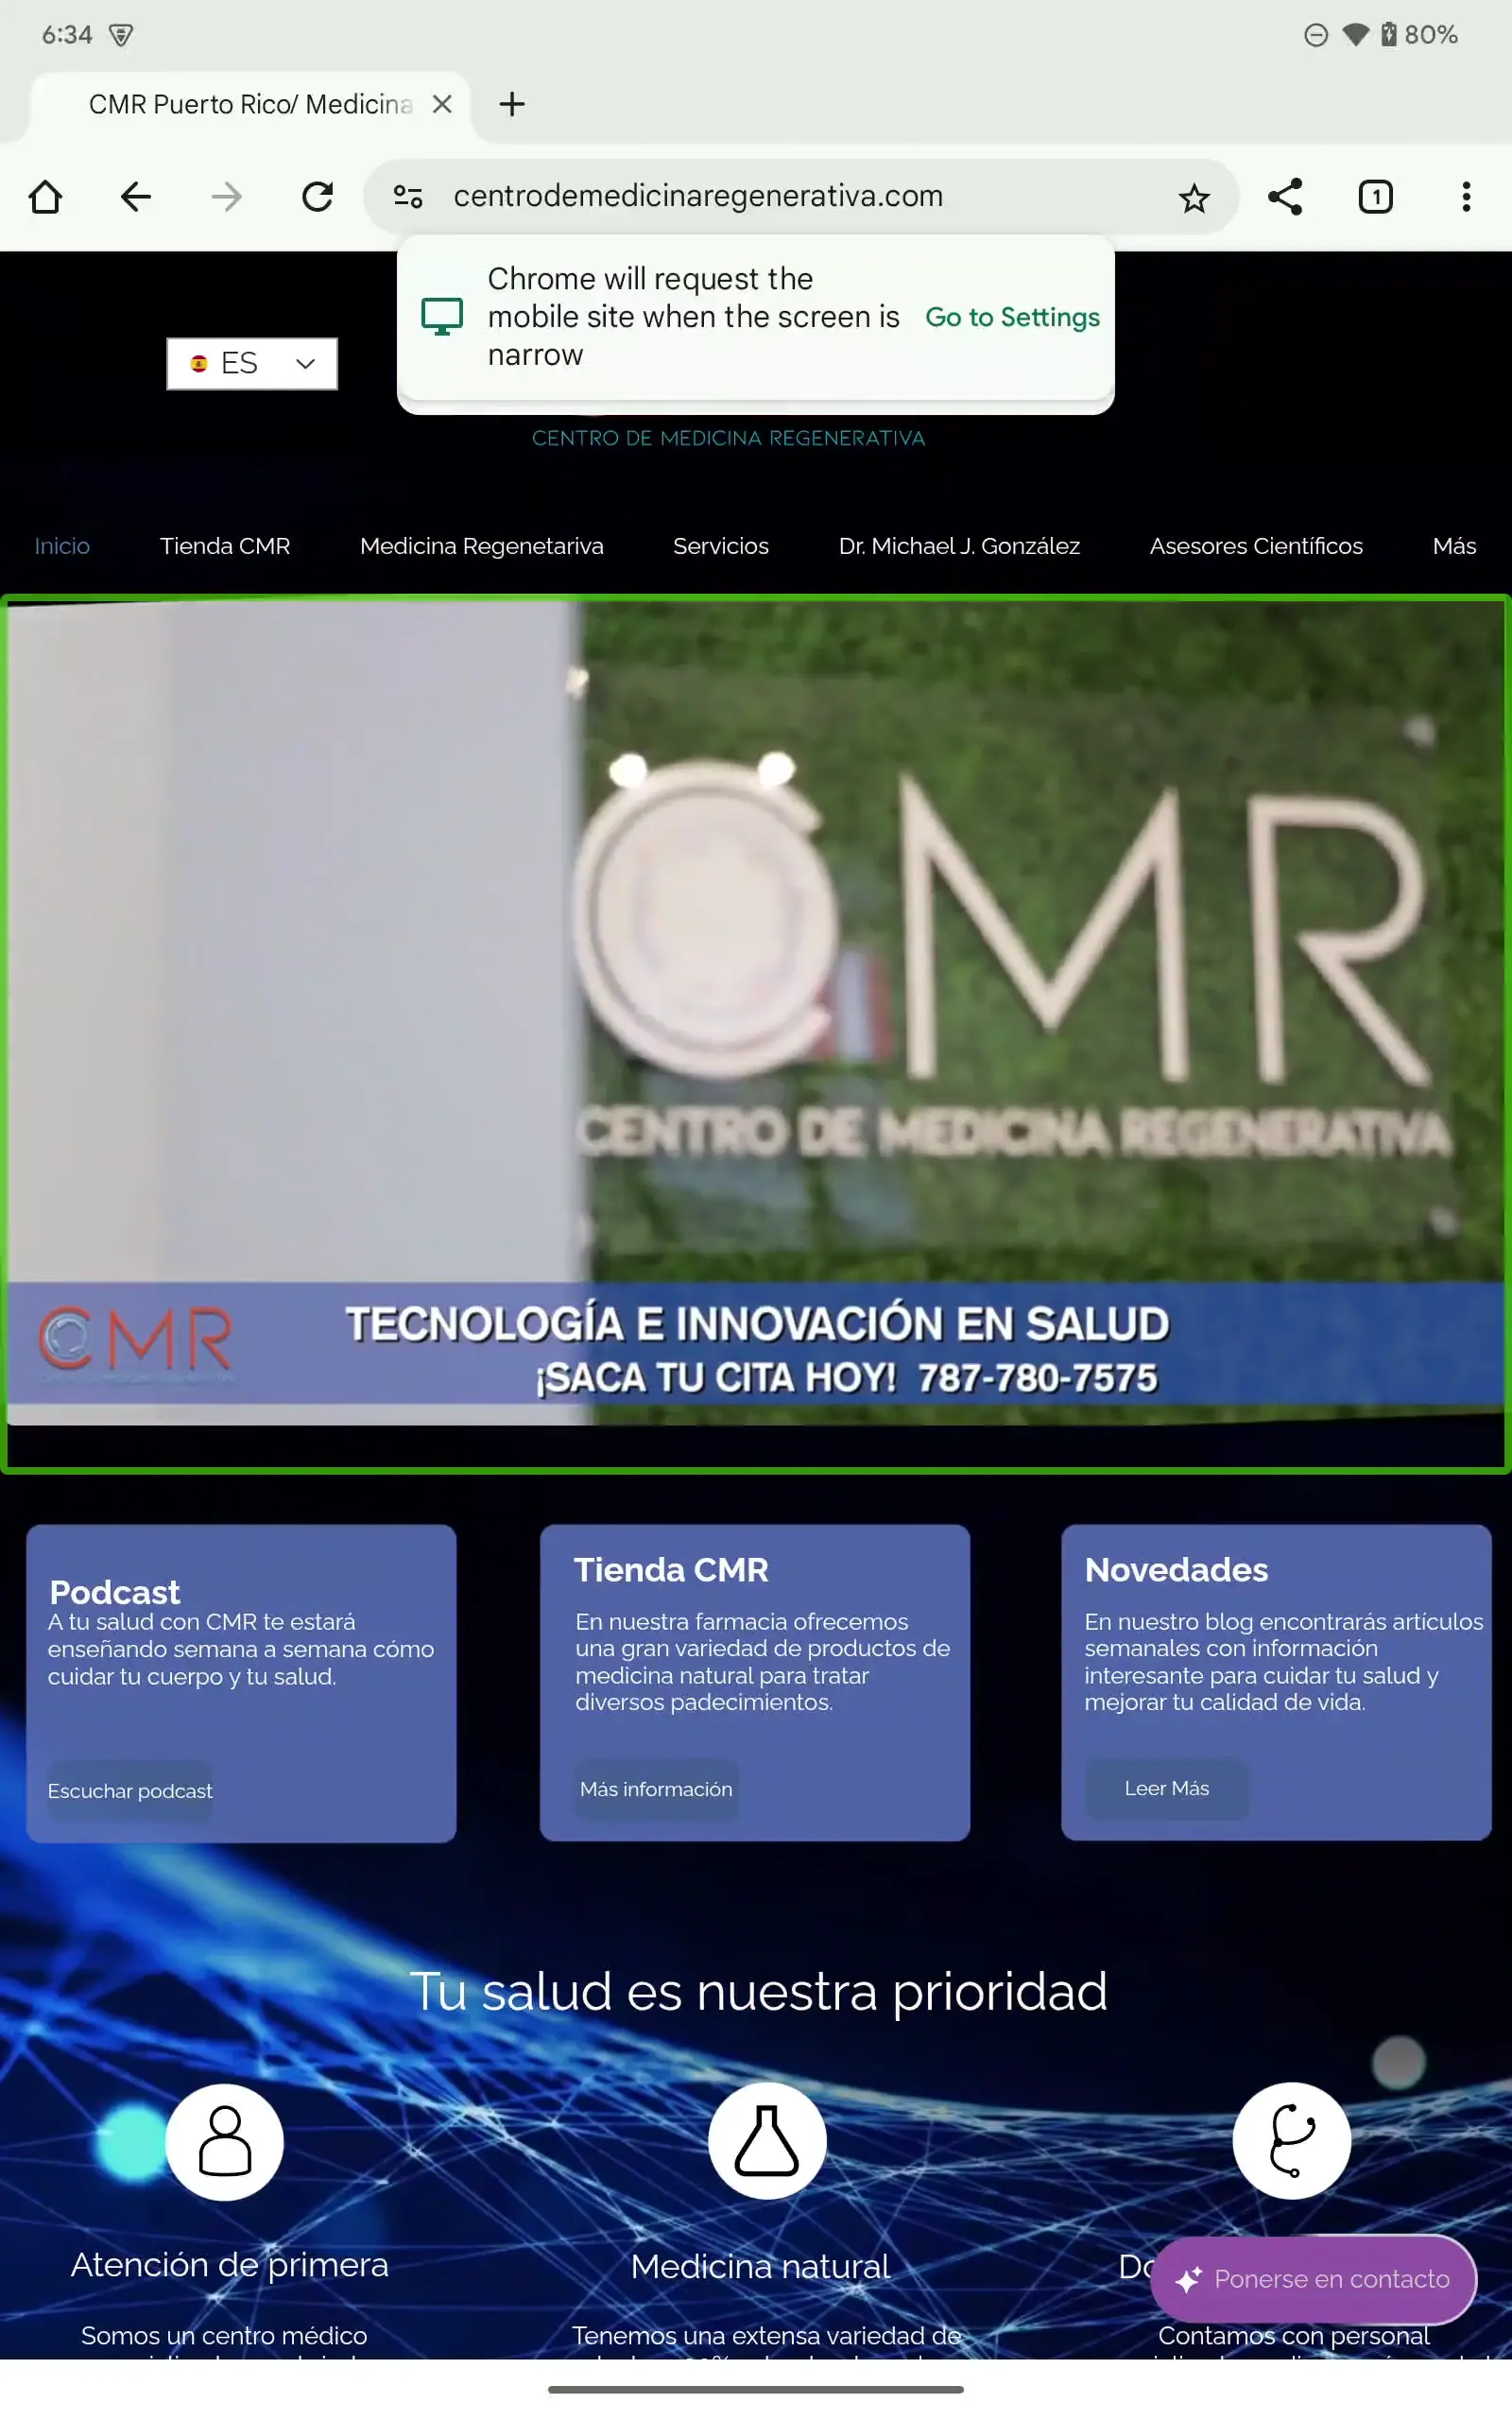 6:34
80%
CMR Puerto Rico/ Medicina
centrodemedicinaregenerativa.com
1
Chrome will request the
mobile site when the screen is
narrow
Go to Settings
ES
CENTRO DE MEDICINA REGENERATIVA
Inicio
Tienda CMR
Medicina Regenetariva
Servicios
Dr. Michael J. González
Asesores Científicos
Más
CMR
CENTRO DE MEDICINA REGENERATIVA
CMR
TECNOLOGÍA E INNOVACIÓN EN SALUD
¡SACA TU CITA HOY! 787-780-7575
Podcast
A tu salud con CMR te estará
enseñando semana a semana cómo
cuidar tu cuerpo y tu salud.
Escuchar podcast
Tienda CMR
En nuestra farmacia ofrecemos
una gran variedad de productos de
medicina natural para tratar
diversos padecimientos.
Más información
Novedades
En nuestro blog encontrarás artículos
semanales con información
interesante para cuidar tu salud y
mejorar tu calidad de vida.
Leer Más
Tu salud es nuestra prioridad
Atención de primera
Somos un centro médico
Medicina natural
Tenemos una extensa variedad de
Ponerse en contacto
Contamos con personal